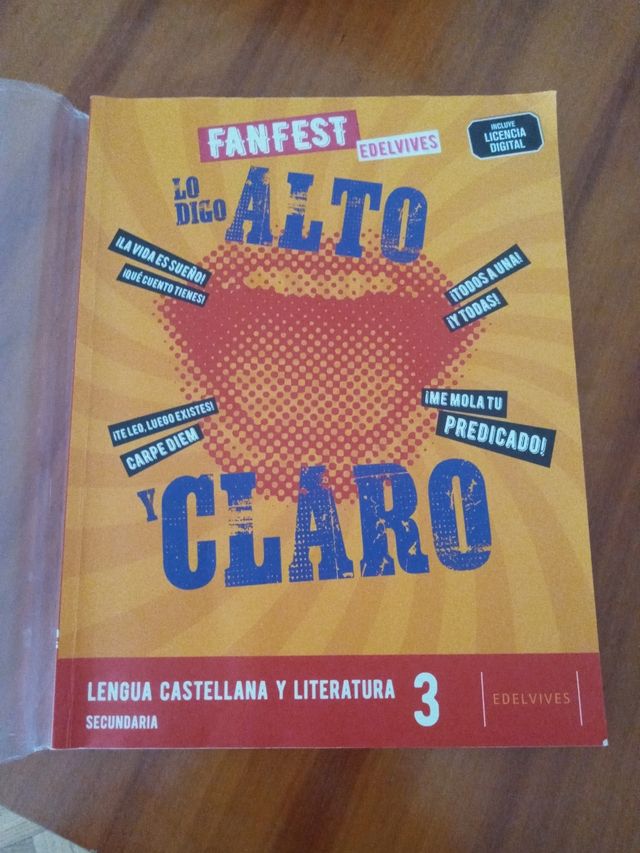 FANFEST
EDELVIVES
INCLUYE
LICENCIA
DIGITAL
LO
DIGO
ALTO
¡LA VIDA ES SUEÑO!
¡QUÉ CUENTO TIENES!
¡TODOS A UNA!
¡Y TODAS!
¡TE LEO, LUEGO EXISTES!
CARPE DIEM
¡ME MOLA TU
PREDICADO!
Y CLARO
LENGUA CASTELLANA Y LITERATURA 3
SECUNDARIA
EDELVIVES